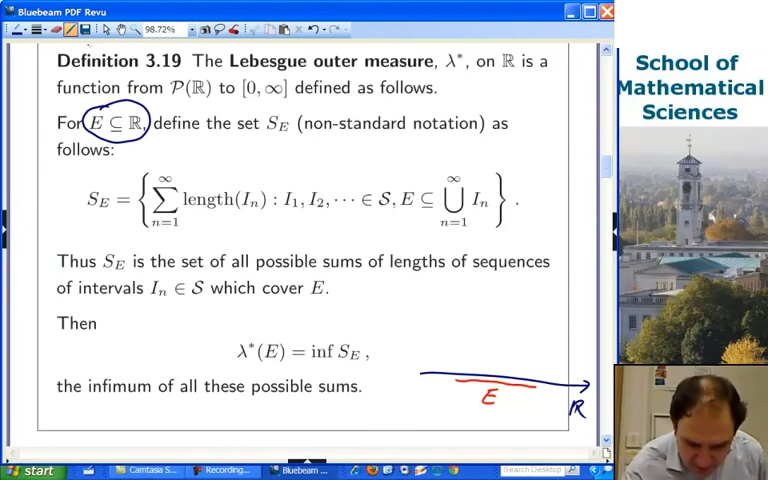 Bluebeam PDF Revu
98.72%
Definition 3.19 The Lebesgue outer measure, λ*, on ℝ is a
function from 𝒫(ℝ) to [0, ∞] defined as follows.
For E ⊆ ℝ, define the set S_E (non-standard notation) as
follows:
S_E = { ∑_{n=1}^{∞} length(I_n) : I_1, I_2, ⋯ ∈ 𝒮, E ⊆ ⋃_{n=1}^{∞} I_n } .
Thus S_E is the set of all possible sums of lengths of sequences
of intervals I_n ∈ 𝒮 which cover E.
Then
λ*(E) = inf S_E ,
the infimum of all these possible sums.
E
ℝ
School of
Mathematical
Sciences
start
Camtasia S...
Recording...
Bluebeam ...
Search Desktop